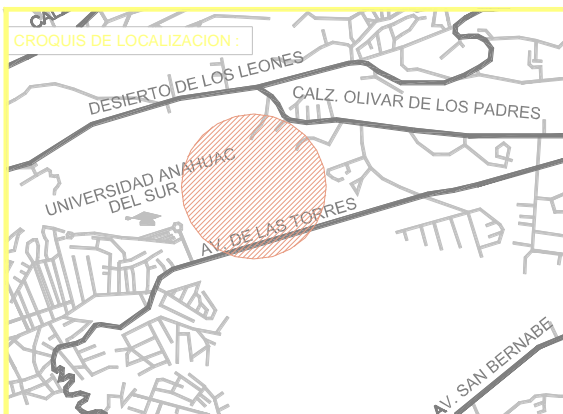 CALZ
CROQUIS DE LOCALIZACION :
DESIERTO DE LOS LEONES
CALZ. OLIVAR DE LOS PADRES
UNIVERSIDAD ANAHUAC
DEL SUR
AV. DE LAS TORRES
AV. SAN BERNABE